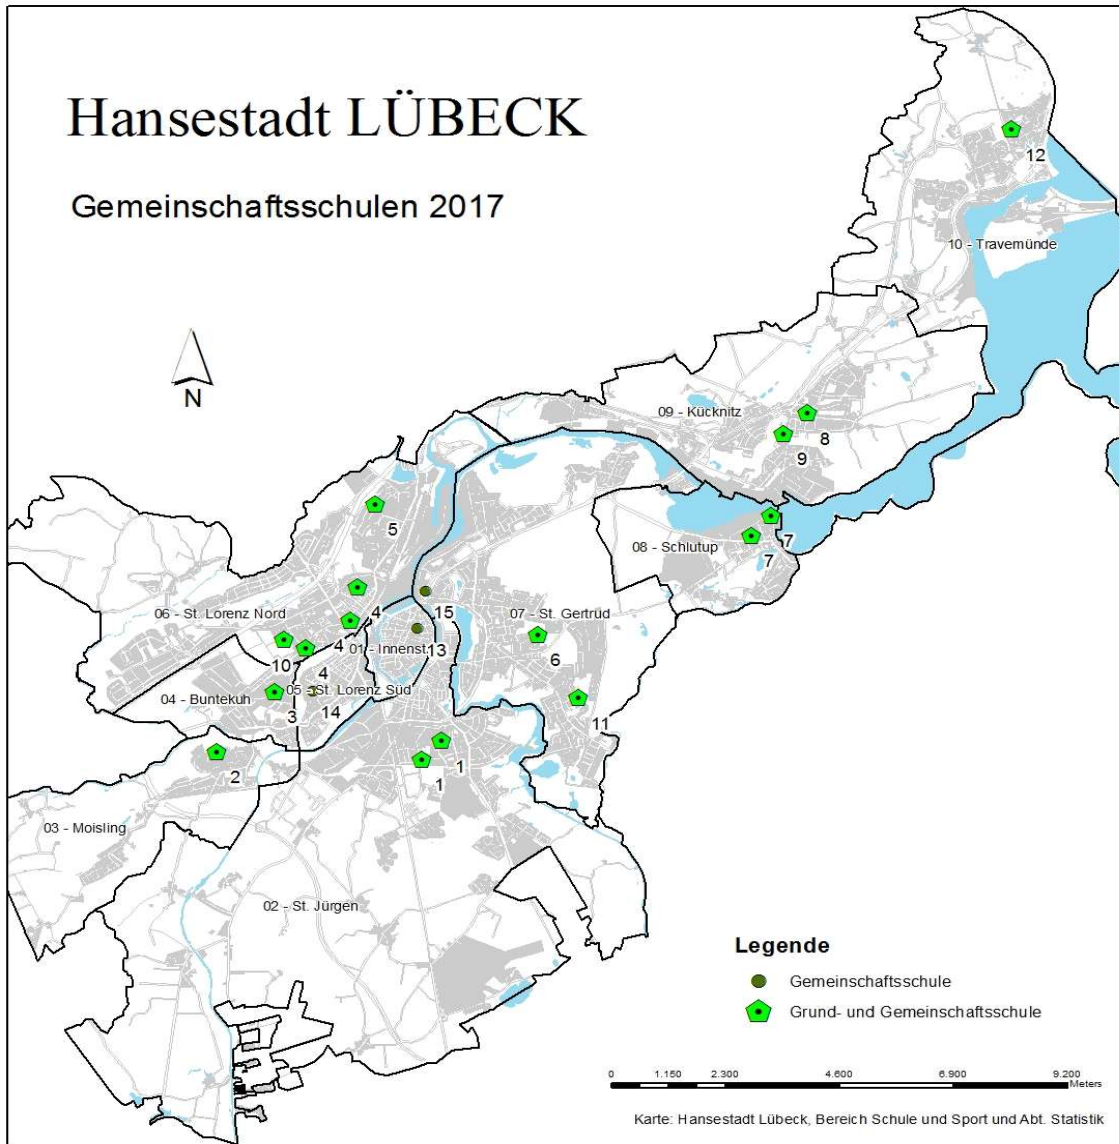 Hansestadt LÜBECK
Gemeinschaftsschulen 2017
12
10 - Travemünde
N
09 - Kücknitz
8
9
5
7
08 - Schlutup
7
06 - St. Lorenz Nord
4
15
07 - St. Gertrud
4
01 - Innenst
13
6
10
4
04 - Buntekuh
05 - St. Lorenz Süd
3
14
11
1
2
1
03 - Moisling
02 - St. Jürgen
Legende
Gemeinschaftsschule
Grund- und Gemeinschaftsschule
0 1.150 2.300 4.600 6.900 9.200
Meters
Karte: Hansestadt Lübeck, Bereich Schule und Sport und Abt. Statistik